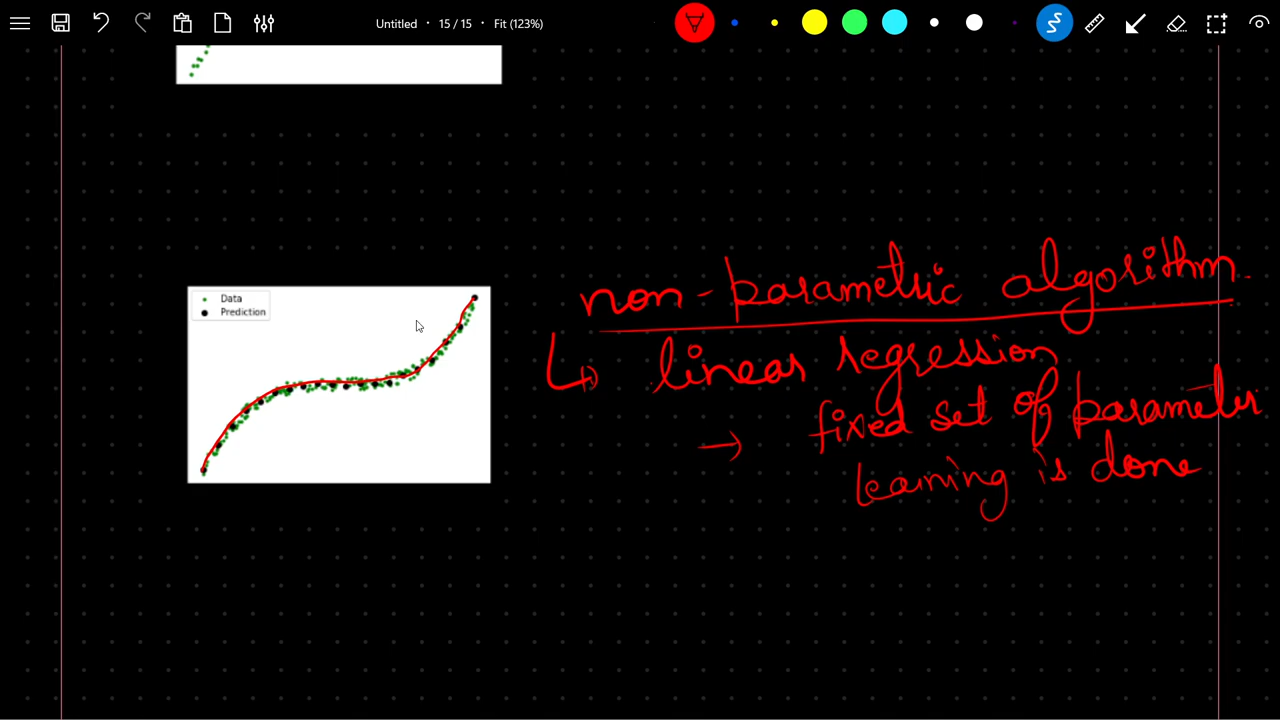 Untitled • 15 / 15 • Fit (123%)
Data
Prediction
non-parametric algorithm.
linear regression
→ fixed set of parameter
learning is done